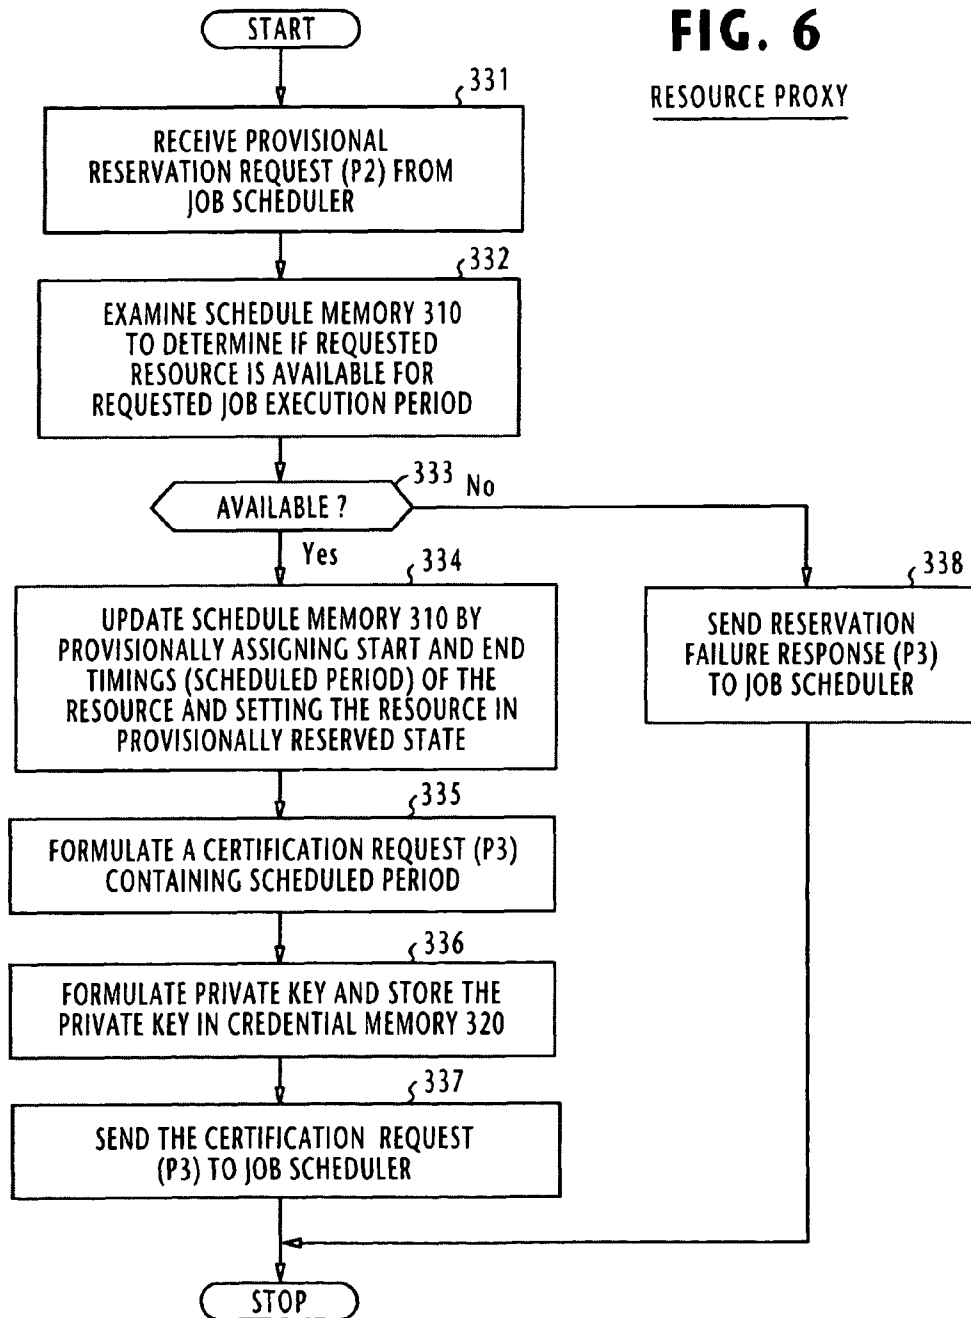 START
FIG. 6
RESOURCE PROXY
331
RECEIVE PROVISIONAL
RESERVATION REQUEST (P2) FROM
JOB SCHEDULER
332
EXAMINE SCHEDULE MEMORY 310
TO DETERMINE IF REQUESTED
RESOURCE IS AVAILABLE FOR
REQUESTED JOB EXECUTION PERIOD
333
AVAILABLE ?
No
Yes
334
UPDATE SCHEDULE MEMORY 310 BY
PROVISIONALLY ASSIGNING START AND END
TIMINGS (SCHEDULED PERIOD) OF THE
RESOURCE AND SETTING THE RESOURCE IN
PROVISIONALLY RESERVED STATE
338
SEND RESERVATION
FAILURE RESPONSE (P3)
TO JOB SCHEDULER
335
FORMULATE A CERTIFICATION REQUEST (P3)
CONTAINING SCHEDULED PERIOD
336
FORMULATE PRIVATE KEY AND STORE THE
PRIVATE KEY IN CREDENTIAL MEMORY 320
337
SEND THE CERTIFICATION REQUEST
(P3) TO JOB SCHEDULER
STOP